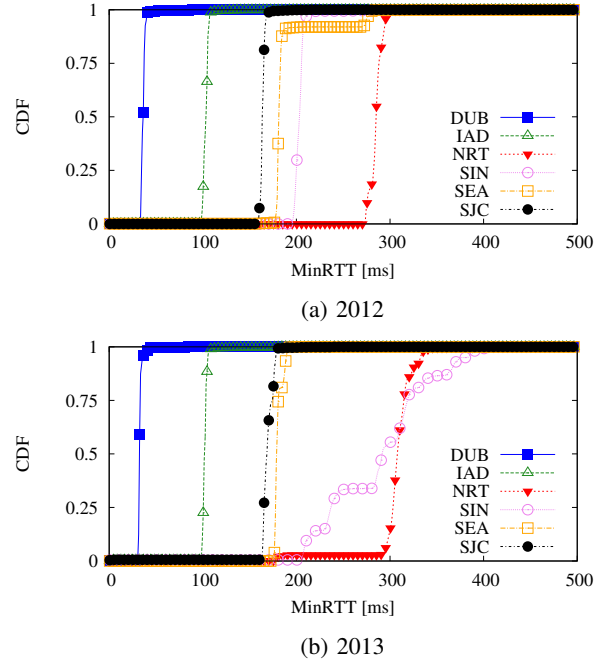 1
0.75
0.5
0.25
0
CDF
DUB
IAD
NRT
SIN
SEA
SJC
0 100 200 300 400 500
MinRTT [ms]
(a) 2012
1
0.75
0.5
0.25
0
CDF
DUB
IAD
NRT
SIN
SEA
SJC
0 100 200 300 400 500
MinRTT [ms]
(b) 2013